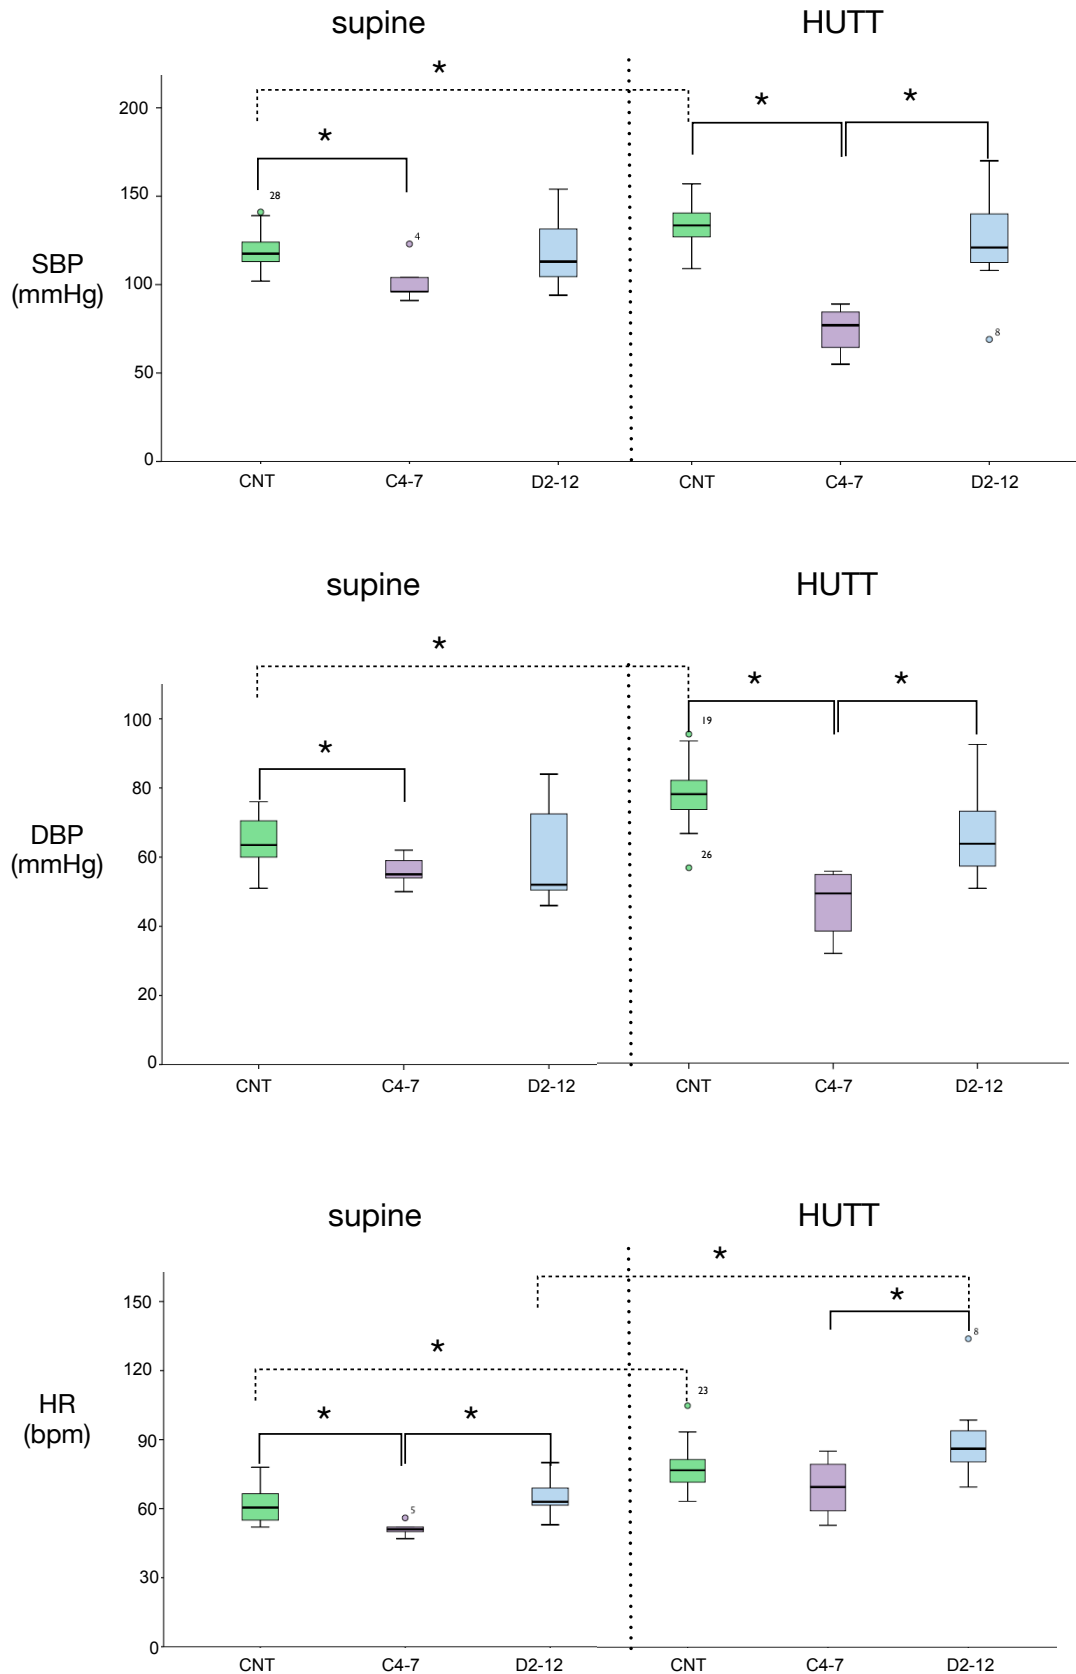 supine HUTT
*
200 * *
*
150 28
4
SBP
(mmHg) 100
8
50
0
CNT C4-7 D2-12 CNT C4-7 D2-12
supine HUTT
*
* *
100 19
*
80
DBP
(mmHg) 60 26
40
20
0
CNT C4-7 D2-12 CNT C4-7 D2-12
supine HUTT
*
*
150
8
*
120
23
HR * *
(bpm) 90
60 5
30
0
CNT C4-7 D2-12 CNT C4-7 D2-12